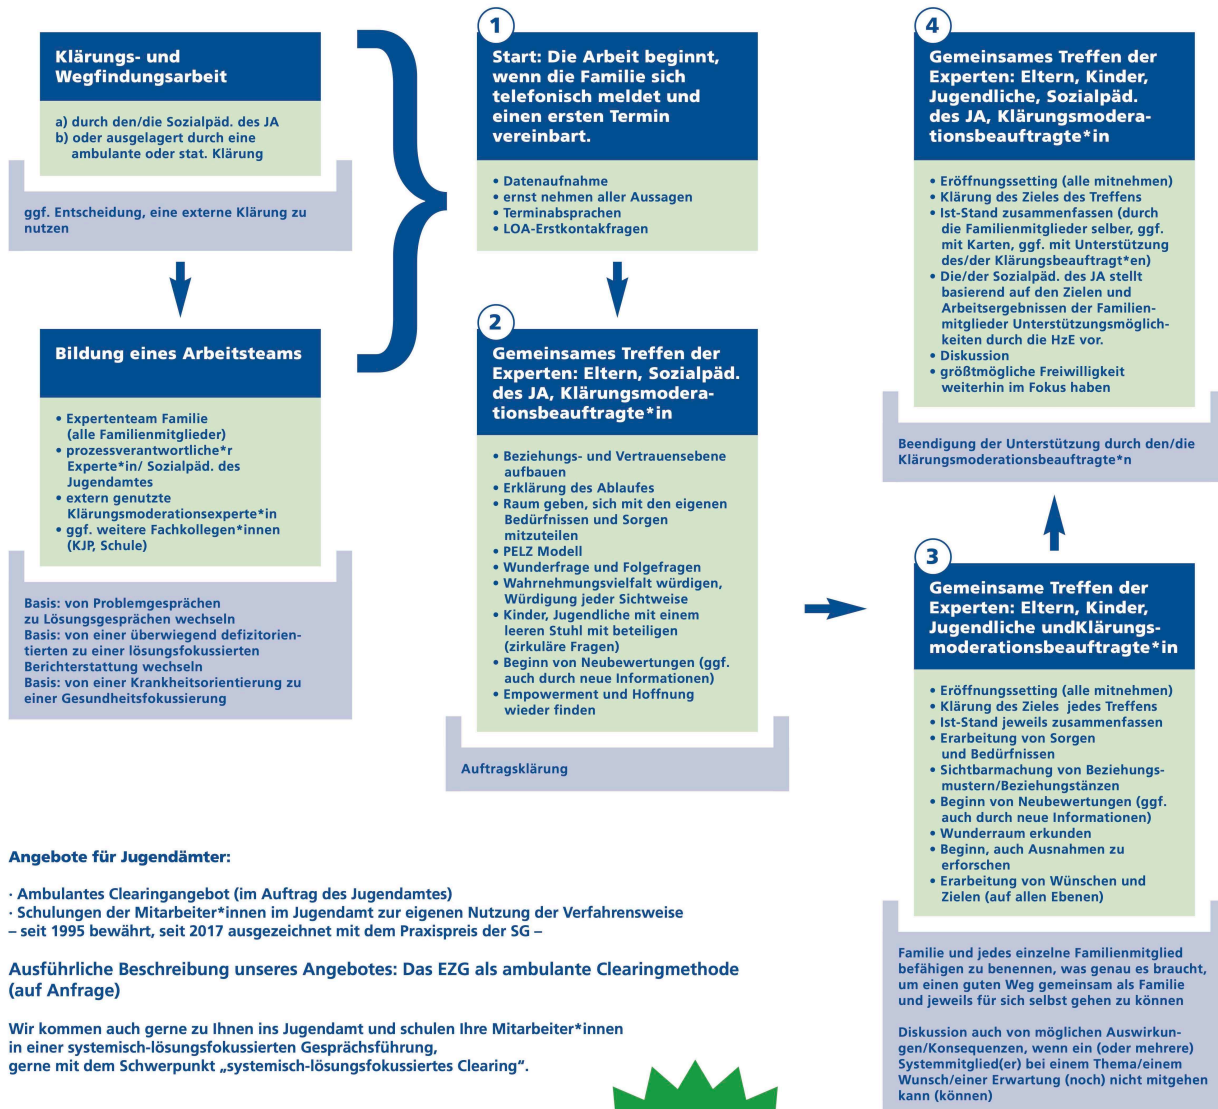 Klärungs- und
Wegfindungsarbeit
a) durch den/die Sozialpäd. des JA
b) oder ausgelagert durch eine
ambulante oder stat. Klärung
ggf. Entscheidung, eine externe Klärung zu
nutzen
Bildung eines Arbeitsteams
• Expertenteam Familie
(alle Familienmitglieder)
• prozessverantwortliche*r
Experte*in/ Sozialpäd. des
Jugendamtes
• extern genutzte
Klärungsmoderationsexperte*in
• ggf. weitere Fachkollegen*innen
(KJP, Schule)
Basis: von Problemgesprächen
zu Lösungsgesprächen wechseln
Basis: von einer überwiegend defizitorien-
tierten zu einer lösungsfokussierten
Berichterstattung wechseln
Basis: von einer Krankheitsorientierung zu
einer Gesundheitsfokussierung
1
Start: Die Arbeit beginnt,
wenn die Familie sich
telefonisch meldet und
einen ersten Termin
vereinbart.
• Datenaufnahme
• ernst nehmen aller Aussagen
• Terminabsprachen
• LOA-Erstkontakfragen
2
Gemeinsames Treffen der
Experten: Eltern, Sozialpäd.
des JA, Klärungsmodera-
tionsbeauftragte*in
• Beziehungs- und Vertrauensebene
aufbauen
• Erklärung des Ablaufes
• Raum geben, sich mit den eigenen
Bedürfnissen und Sorgen
mitzuteilen
• PELZ Modell
• Wunderfrage und Folgefragen
• Wahrnehmungsvielfalt würdigen,
Würdigung jeder Sichtweise
• Kinder, Jugendliche mit einem
leeren Stuhl mit beteiligen
(zirkuläre Fragen)
• Beginn von Neubewertungen (ggf.
auch durch neue Informationen)
• Empowerment und Hoffnung
wieder finden
Auftragsklärung
3
Gemeinsame Treffen der
Experten: Eltern, Kinder,
Jugendliche undKlärungs-
moderationsbeauftragte*in
• Eröffnungssetting (alle mitnehmen)
• Klärung des Zieles jedes Treffens
• Ist-Stand jeweils zusammenfassen
• Erarbeitung von Sorgen
und Bedürfnissen
• Sichtbarmachung von Beziehungs-
mustern/Beziehungstänzen
• Beginn von Neubewertungen (ggf.
auch durch neue Informationen)
• Wunderraum erkunden
• Beginn, auch Ausnahmen zu
erforschen
• Erarbeitung von Wünschen und
Zielen (auf allen Ebenen)
Familie und jedes einzelne Familienmitglied
befähigen zu benennen, was genau es braucht,
um einen guten Weg gemeinsam als Familie
und jeweils für sich selbst gehen zu können
Diskussion auch von möglichen Auswirkun-
gen/Konsequenzen, wenn ein (oder mehrere)
Systemmitglied(er) bei einem Thema/einem
Wunsch/einer Erwartung (noch) nicht mitgehen
kann (können)
4
Gemeinsames Treffen der
Experten: Eltern, Kinder,
Jugendliche, Sozialpäd.
des JA, Klärungsmodera-
tionsbeauftragte*in
• Eröffnungssetting (alle mitnehmen)
• Klärung des Zieles des Treffens
• Ist-Stand zusammenfassen (durch
die Familienmitglieder selber, ggf.
mit Karten, ggf. mit Unterstützung
des/der Klärungsbeauftragt*en)
• Die/der Sozialpäd. des JA stellt
basierend auf den Zielen und
Arbeitsergebnissen der Familien-
mitglieder Unterstützungsmöglich-
keiten durch die HzE vor.
• Diskussion
• größtmögliche Freiwilligkeit
weiterhin im Fokus haben
Beendigung der Unterstützung durch den/die
Klärungsmoderationsbeauftragte*n
Angebote für Jugendämter:
· Ambulantes Clearingangebot (im Auftrag des Jugendamtes)
· Schulungen der Mitarbeiter*innen im Jugendamt zur eigenen Nutzung der Verfahrensweise
– seit 1995 bewährt, seit 2017 ausgezeichnet mit dem Praxispreis der SG –
Ausführliche Beschreibung unseres Angebotes: Das EZG als ambulante Clearingmethode
(auf Anfrage)
Wir kommen auch gerne zu Ihnen ins Jugendamt und schulen Ihre Mitarbeiter*innen
in einer systemisch-lösungsfokussierten Gesprächsführung,
gerne mit dem Schwerpunkt „systemisch-lösungsfokussiertes Clearing“.